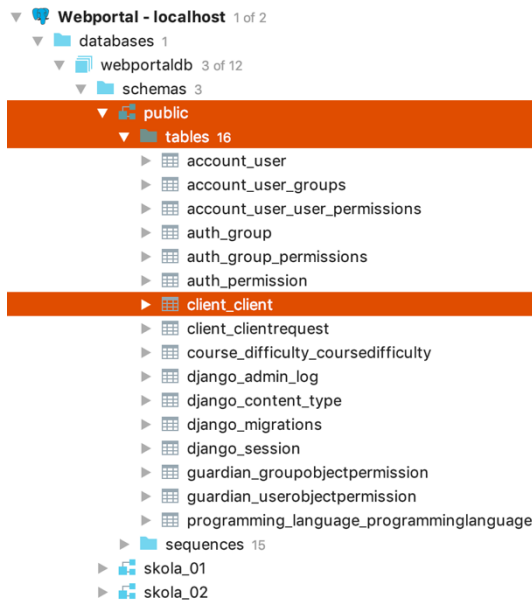 Webportal - localhost 1 of 2
databases 1
webportaldb 3 of 12
schemas 3
public
tables 16
account_user
account_user_groups
account_user_user_permissions
auth_group
auth_group_permissions
auth_permission
client_client
client_clientrequest
course_difficulty_coursedifficulty
django_admin_log
django_content_type
django_migrations
django_session
guardian_groupobjectpermission
guardian_userobjectpermission
programming_language_programminglanguage
sequences 15
skola_01
skola_02